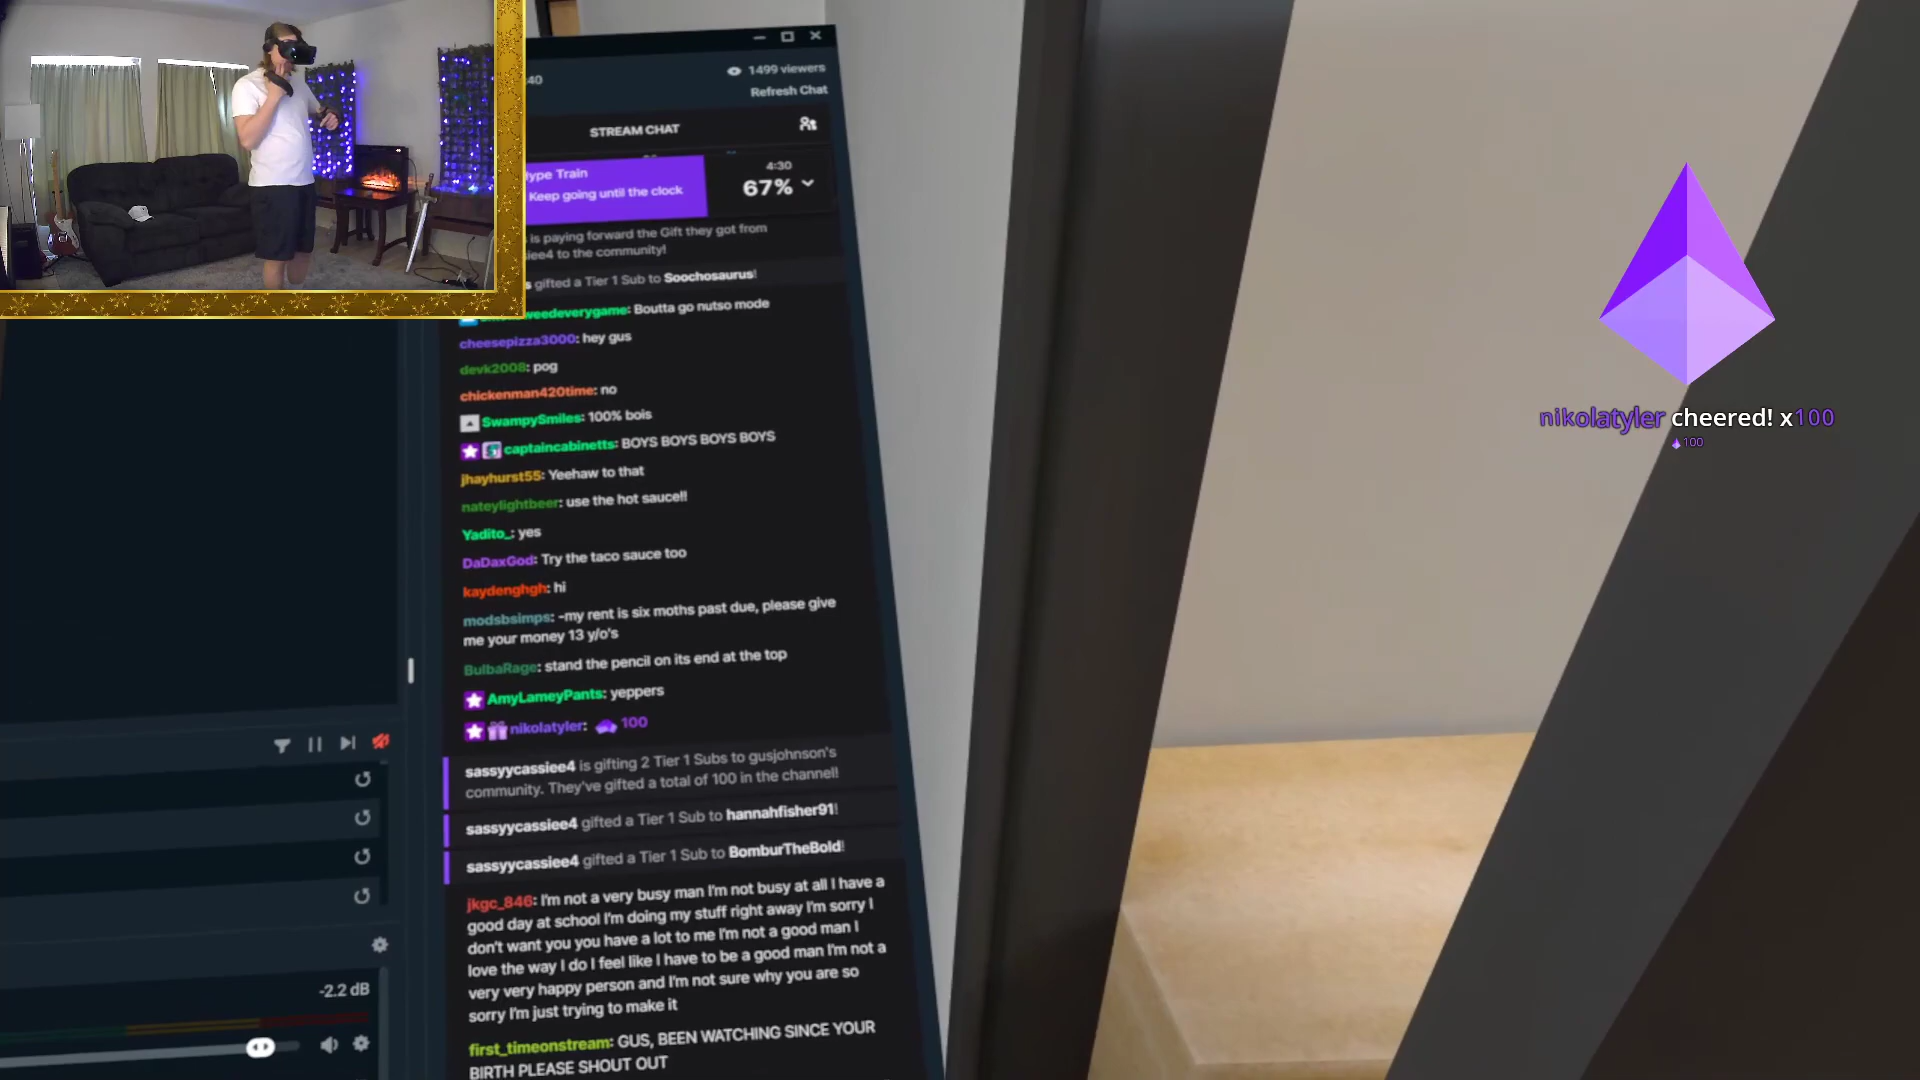 40
1499 viewers
Refresh Chat
STREAM CHAT
Hype Train
4:30
Keep going until the clock
67%
is paying forward the Gift they got from
to the community!
gifted a Tier 1 Sub to Soochosaurus!
weedeverygame: Boutta go nutso mode
cheesepizza3000: hey gus
devk2008: pog
chickenman420time: no
SwampySmiles: 100% bois
captaincabinetts: BOYS BOYS BOYS BOYS
jhayhurst55: Yeehaw to that
nateylightbeer: use the hot sauce!!
Yadito_: yes
DaDaxGod: Try the taco sauce too
kaydenghgh: hi
modsbsimps: -my rent is six moths past due, please give
me your money 13 y/o's
BulbaRage: stand the pencil on its end at the top
AmyLameyPants: yeppers
nikolatyler: 100
sassyycassiee4 is gifting 2 Tier 1 Subs to gusjohnson's
community. They've gifted a total of 100 in the channel!
sassyycassiee4 gifted a Tier 1 Sub to hannahfisher91!
sassyycassiee4 gifted a Tier 1 Sub to BomburTheBold!
jkgc_846: I'm not a very busy man I'm not busy at all I have a
good day at school I'm doing my stuff right away I'm sorry I
don't want you you have a lot to me I'm not a good man I
love the way I do I feel like I have to be a good man I'm not a
very very happy person and I'm not sure why you are so
sorry I'm just trying to make it
first_timeonstream: GUS, BEEN WATCHING SINCE YOUR
BIRTH PLEASE SHOUT OUT
-2.2 dB
nikolatyler cheered! x100
100